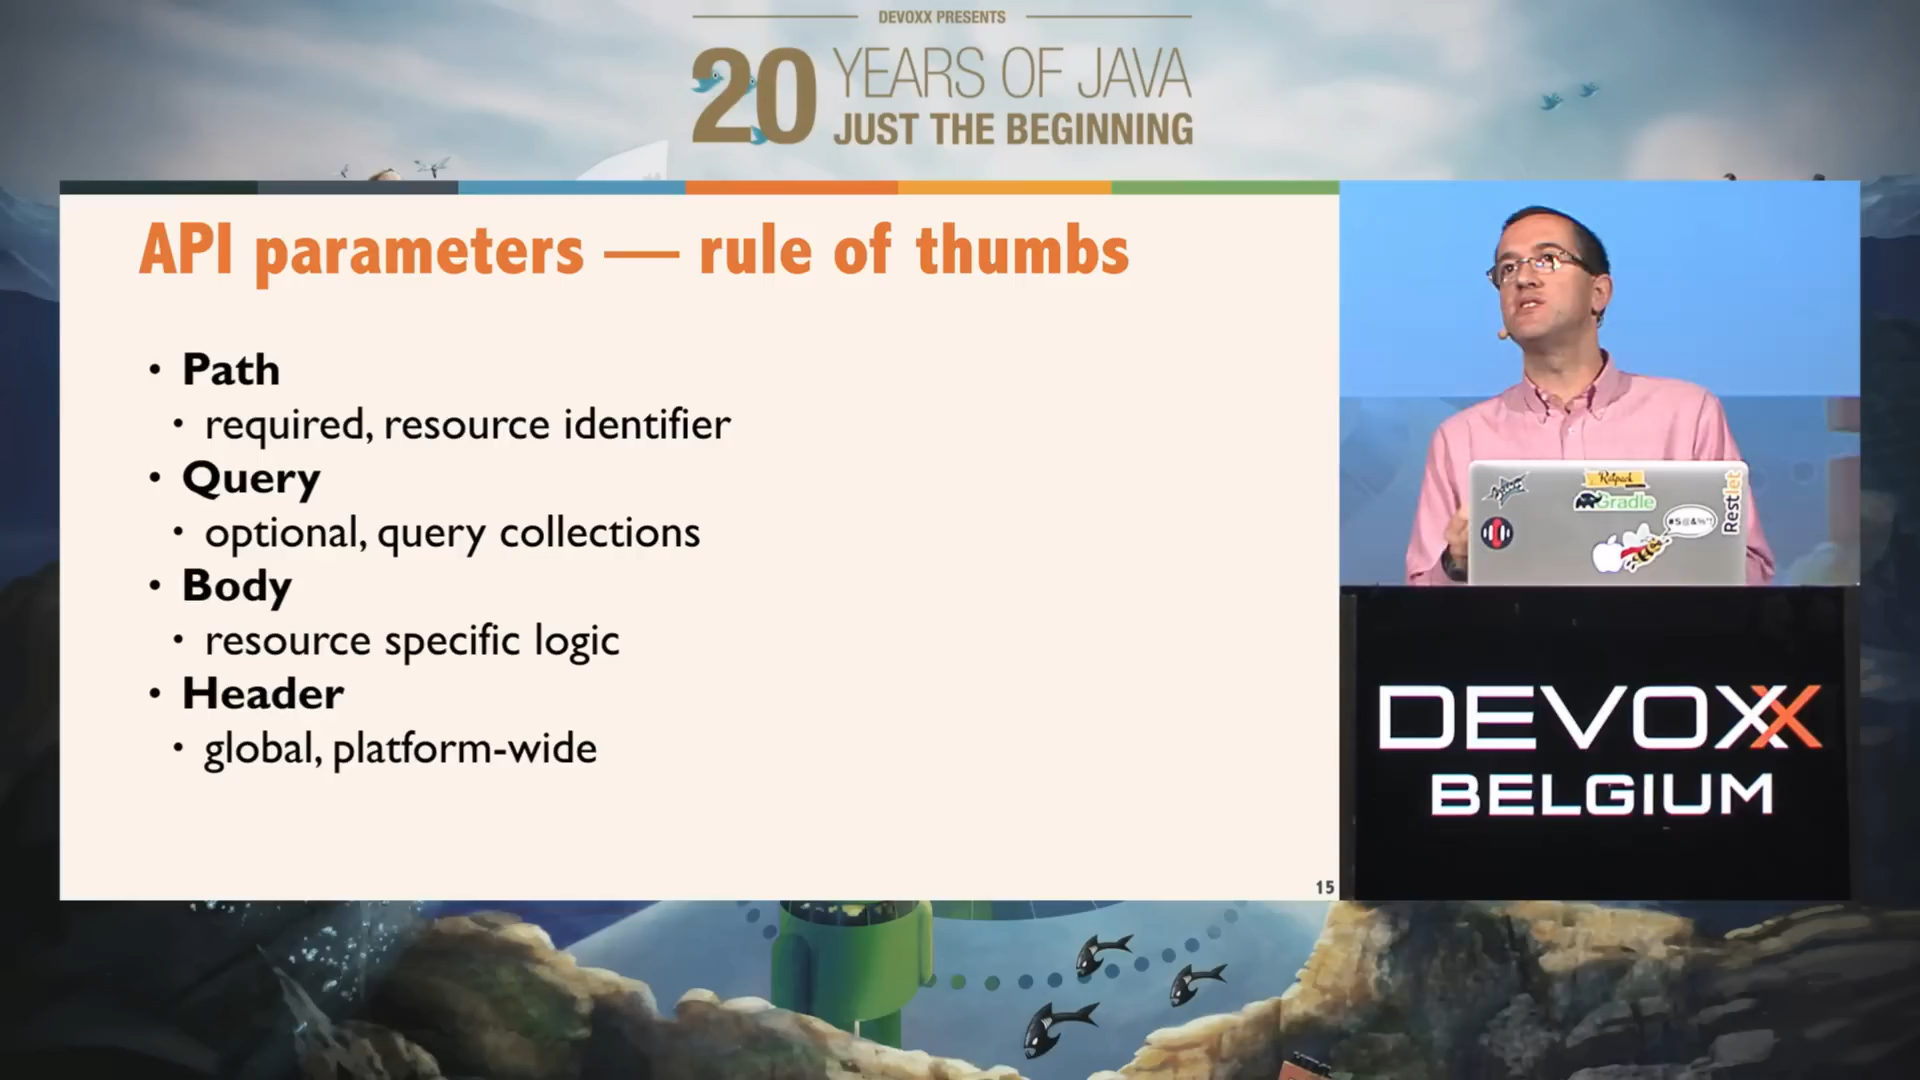 DEVOXX PRESENTS
20 YEARS OF JAVA
JUST THE BEGINNING
API parameters — rule of thumbs
• Path
• required, resource identifier
• Query
• optional, query collections
• Body
• resource specific logic
• Header
• global, platform-wide
15
Ratpack
Gradle
#$@&%*!
Restlet
DEVOXX
BELGIUM